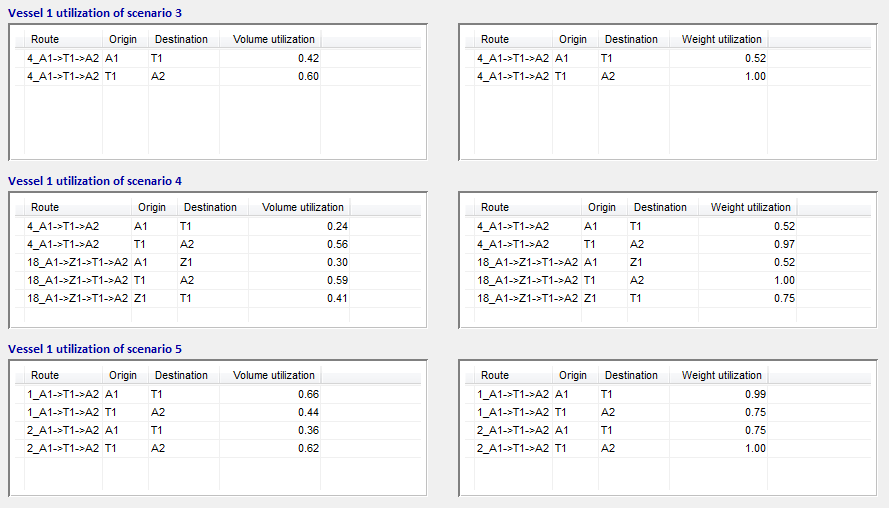 Vessel 1 utilization of scenario 3
Route Origin Destination Volume utilization
4_A1->T1->A2 A1 T1 0.42
4_A1->T1->A2 T1 A2 0.60
Route Origin Destination Weight utilization
4_A1->T1->A2 A1 T1 0.52
4_A1->T1->A2 T1 A2 1.00
Vessel 1 utilization of scenario 4
Route Origin Destination Volume utilization
4_A1->T1->A2 A1 T1 0.24
4_A1->T1->A2 T1 A2 0.56
18_A1->Z1->T1->A2 A1 Z1 0.30
18_A1->Z1->T1->A2 T1 A2 0.59
18_A1->Z1->T1->A2 Z1 T1 0.41
Route Origin Destination Weight utilization
4_A1->T1->A2 A1 T1 0.52
4_A1->T1->A2 T1 A2 0.97
18_A1->Z1->T1->A2 A1 Z1 0.52
18_A1->Z1->T1->A2 T1 A2 1.00
18_A1->Z1->T1->A2 Z1 T1 0.75
Vessel 1 utilization of scenario 5
Route Origin Destination Volume utilization
1_A1->T1->A2 A1 T1 0.66
1_A1->T1->A2 T1 A2 0.44
2_A1->T1->A2 A1 T1 0.36
2_A1->T1->A2 T1 A2 0.62
Route Origin Destination Weight utilization
1_A1->T1->A2 A1 T1 0.99
1_A1->T1->A2 T1 A2 0.75
2_A1->T1->A2 A1 T1 0.75
2_A1->T1->A2 T1 A2 1.00